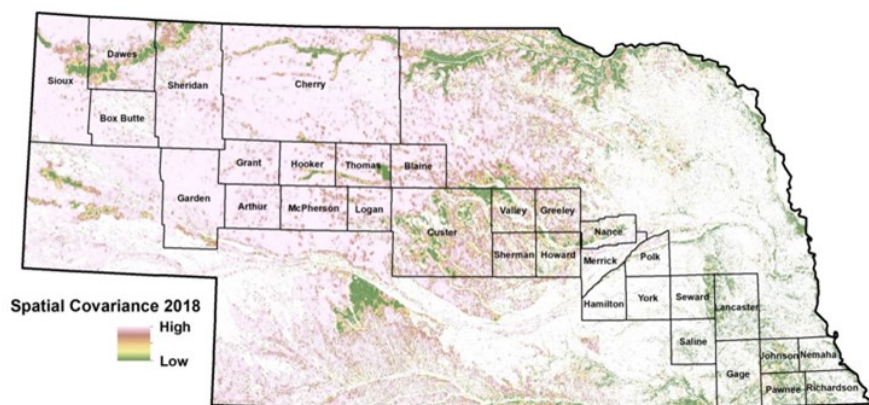 Dawes
Sioux
Sheridan
Cherry
Box Butte
Grant
Hooker
Thomas
Blaine
Garden
Arthur
McPherson
Logan
Custer
Valley
Greeley
Nance
Sherman
Howard
Merrick
Polk
Hamilton
York
Seward
Lancaster
Saline
Johnson
Nemaha
Gage
Pawnee
Richardson
Spatial Covariance 2018
High
Low